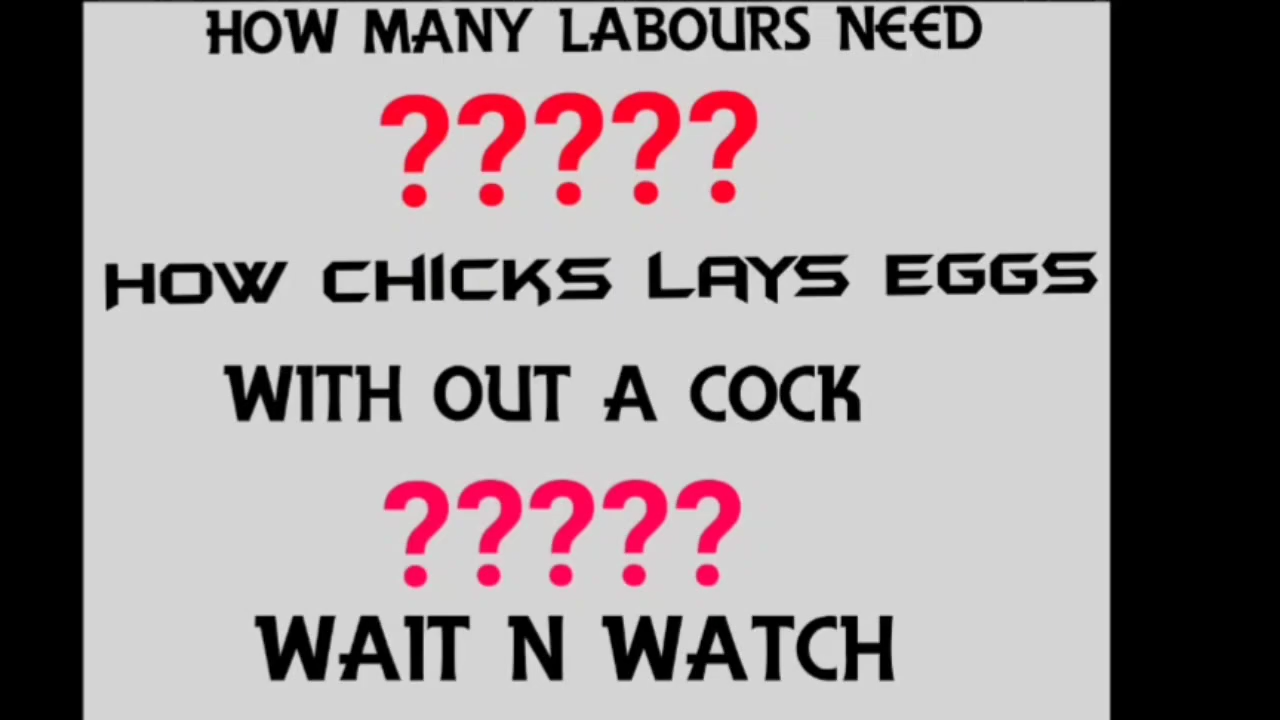 HOW MANY LABOURS NEED
?????
HOW CHICKS LAYS EGGS
WITH OUT A COCK
?????
WAIT N WATCH